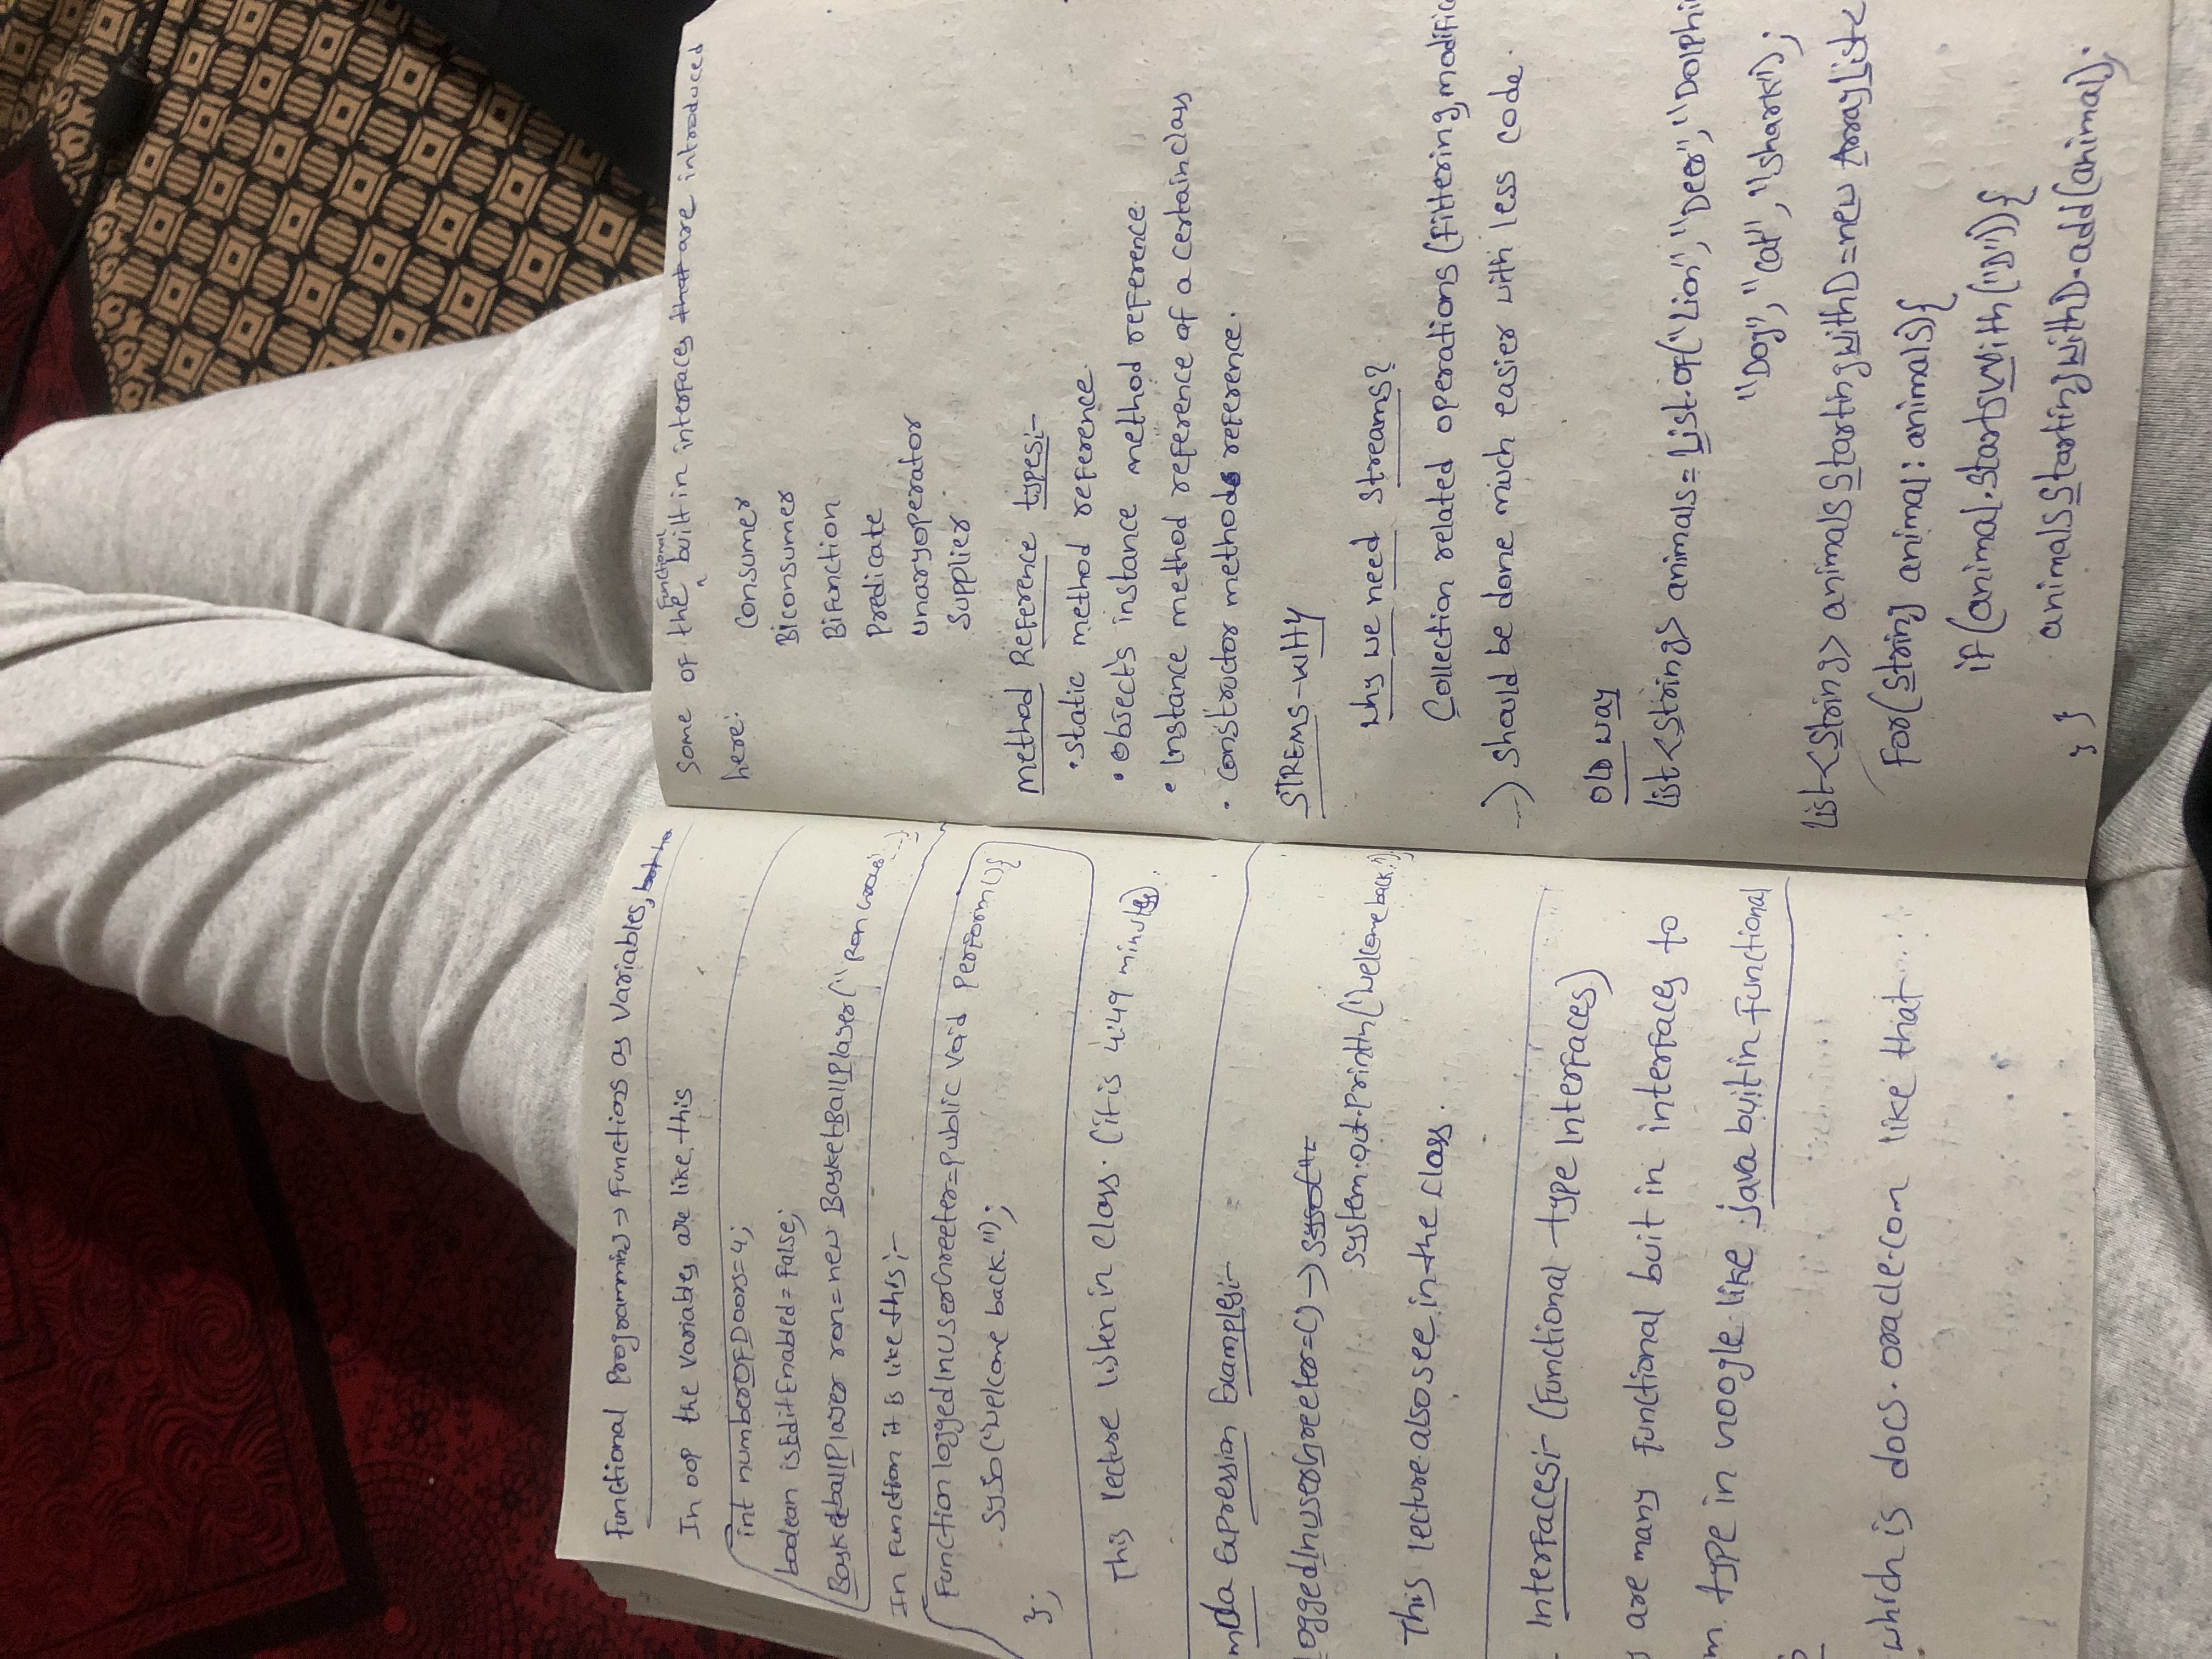 Functional Programming → Functions as Variables, but no
In oop the variables are like this
int numberOfDoors=4;
boolean isEditEnabled = false;
BasketballPlayer ron=new BasketBallPlayer("Ron
In Function it is like this :-
Function loggedInUserGreeter=Public void Perform(){
syso("Welcome back.");
};
This lecture listen in class. (it is 4:49 minutes).
mbda Expression Examples:-
loggedInuserGreeter=() →
system.out.println("Welcome back.")
This lecture also see in the class.
Interfaces:- (Functional type Interfaces)
are many functional buit in interfaces to
m type in Google like java buitin functional
which is docs.oracle.com like that
Some of the Functional built in interfaces that are introduced
here:
Consumer
Biconsumer
BiFunction
Predicate
unaryoperator
Supplier
method Reference types:-
• static method reference.
• Object's instance method reference.
• Instance method reference of a certain class
• constructor methods reference.
STREMS-WHY
Why we need streams?
Collection related operations (filtering, modific
...) should be done much easier with less code.
OLD way
list <String> animals = List.of("Lion", "Deer", "Dolphi
"Dog", "Cat", "Shark");
list<String> animalsStartingWithD=new ArrayList<
for(String animal: animals){
if(animal.startsWith("D")){
animalsStartingWithD.add(animal);
} }